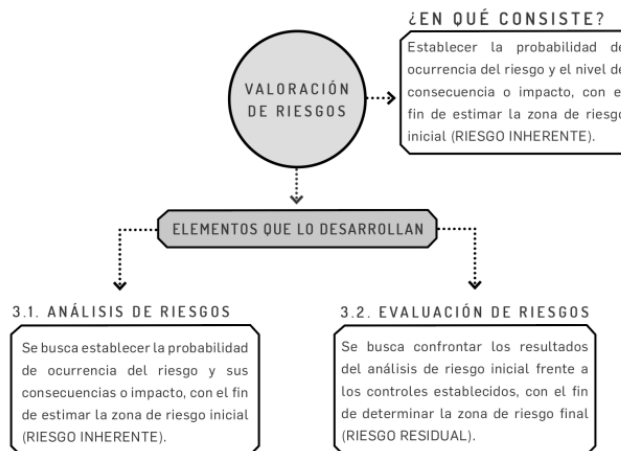 ¿EN QUÉ CONSISTE?
Establecer la probabilidad de
ocurrencia del riesgo y el nivel de
consecuencia o impacto, con el
fin de estimar la zona de riesgo
inicial (RIESGO INHERENTE).
VALORACIÓN
DE RIESGOS
ELEMENTOS QUE LO DESARROLLAN
3.1. ANÁLISIS DE RIESGOS
Se busca establecer la probabilidad
de ocurrencia del riesgo y sus
consecuencias o impacto, con el fin
de estimar la zona de riesgo inicial
(RIESGO INHERENTE).
3.2. EVALUACIÓN DE RIESGOS
Se busca confrontar los resultados
del análisis de riesgo inicial frente a
los controles establecidos, con el fin
de determinar la zona de riesgo final
(RIESGO RESIDUAL).